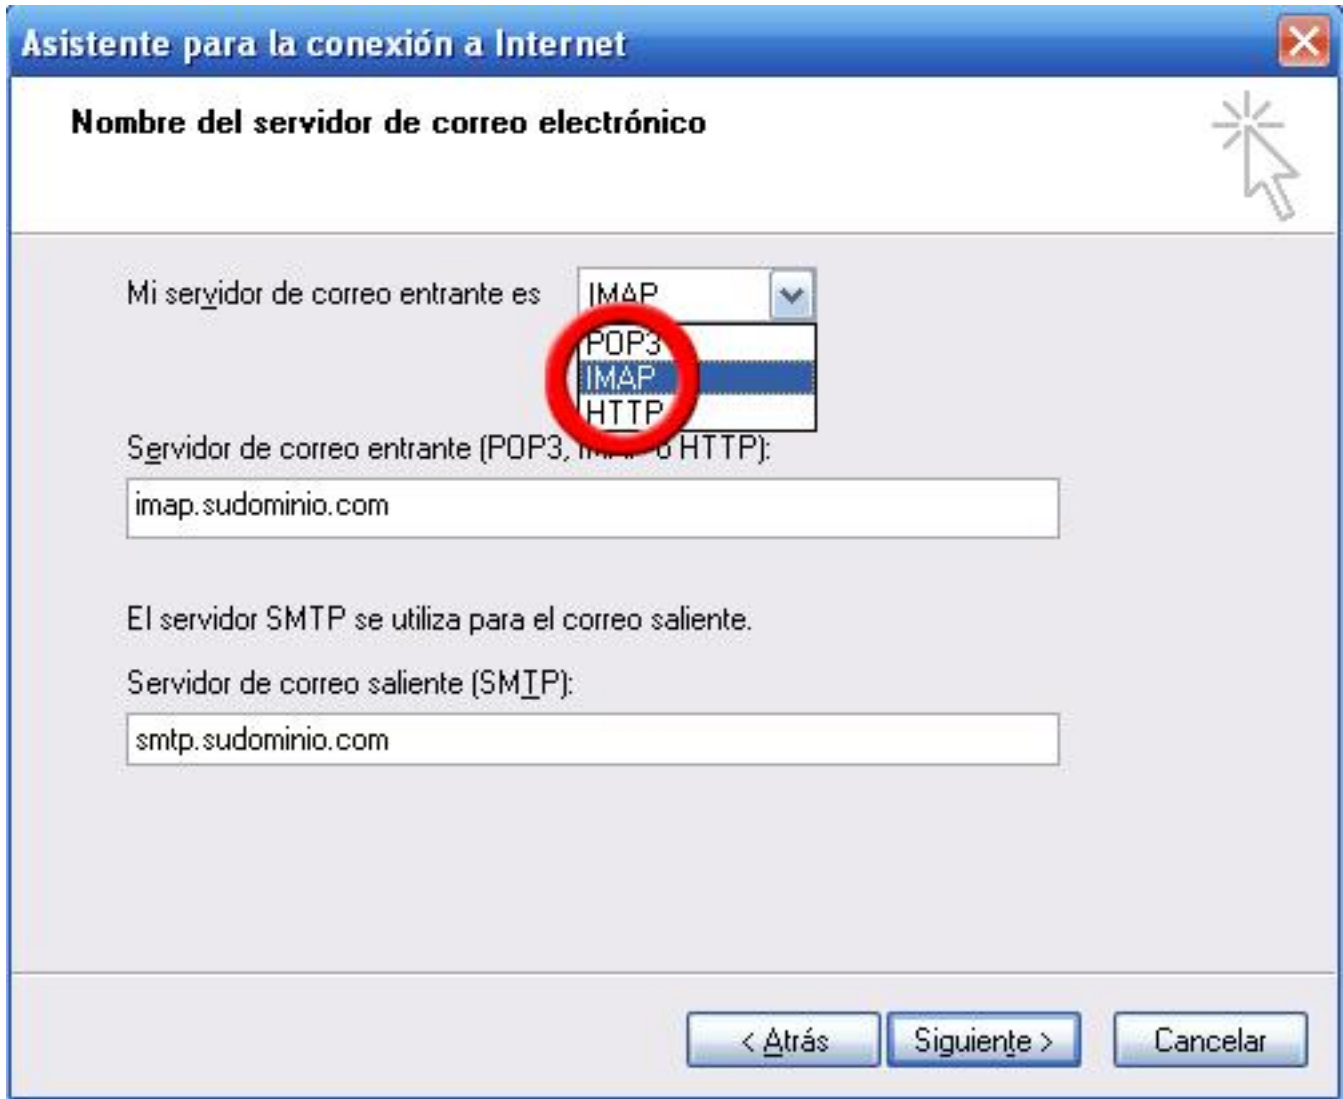 Asistente para la conexión a Internet
Nombre del servidor de correo electrónico
Mi servidor de correo entrante es IMAP
POP3
IMAP
HTTP
Servidor de correo entrante (POP3, IMAP o HTTP):
imap.sudominio.com
El servidor SMTP se utiliza para el correo saliente.
Servidor de correo saliente (SMTP):
smtp.sudominio.com
< Atrás Siguiente > Cancelar